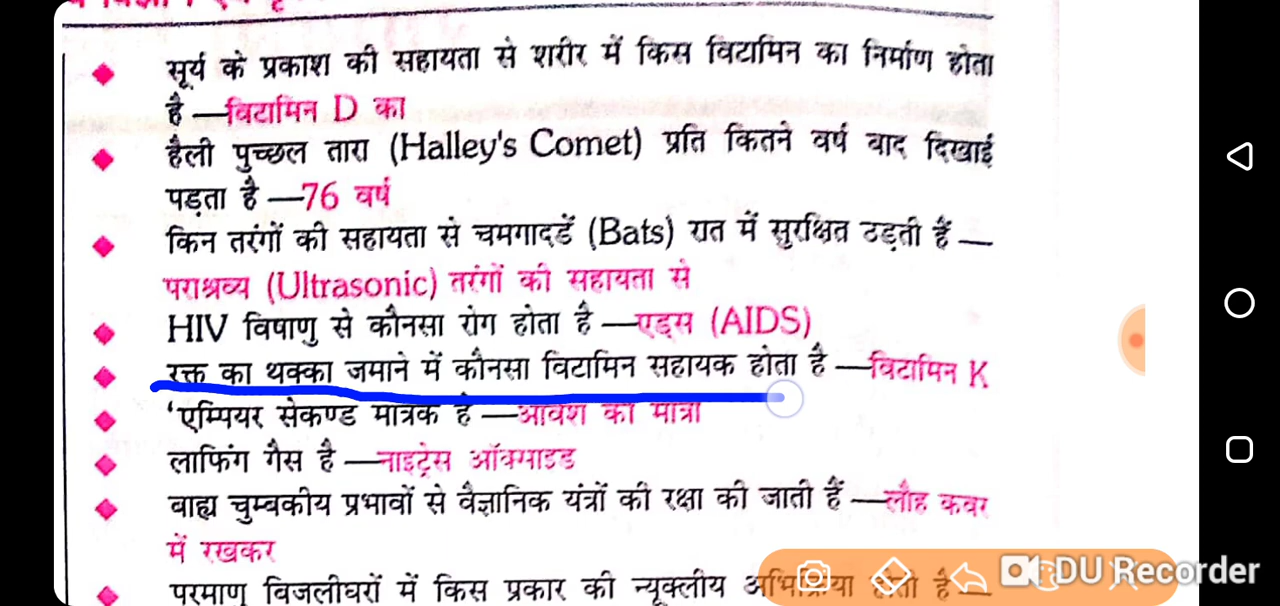 सूर्य के प्रकाश की सहायता से शरीर में किस विटामिन का निर्माण होता
है —विटामिन D का
हैली पुच्छल तारा (Halley's Comet) प्रति कितने वर्ष बाद दिखाई
पड़ता है —76 वर्ष
किन तरंगों की सहायता से चमगादडें (Bats) रात में सुरक्षित उड़ती हैं —
पराश्रव्य (Ultrasonic) तरंगों की सहायता से
HIV विषाणु से कौनसा रोग होता है —एड्स (AIDS)
रक्त का थक्का जमाने में कौनसा विटामिन सहायक होता है —विटामिन K
'एम्पियर सेकण्ड मात्रक है —आवेश की मात्रा
लाफिंग गैस है —नाइट्रेस ऑक्साइड
बाह्य चुम्बकीय प्रभावों से वैज्ञानिक यंत्रों की रक्षा की जाती हैं —लौह कवर
में रखकर
परमाणु विजलीघरों में किस प्रकार की न्यूक्लीय अभिक्रिया होती है—
DU Recorder